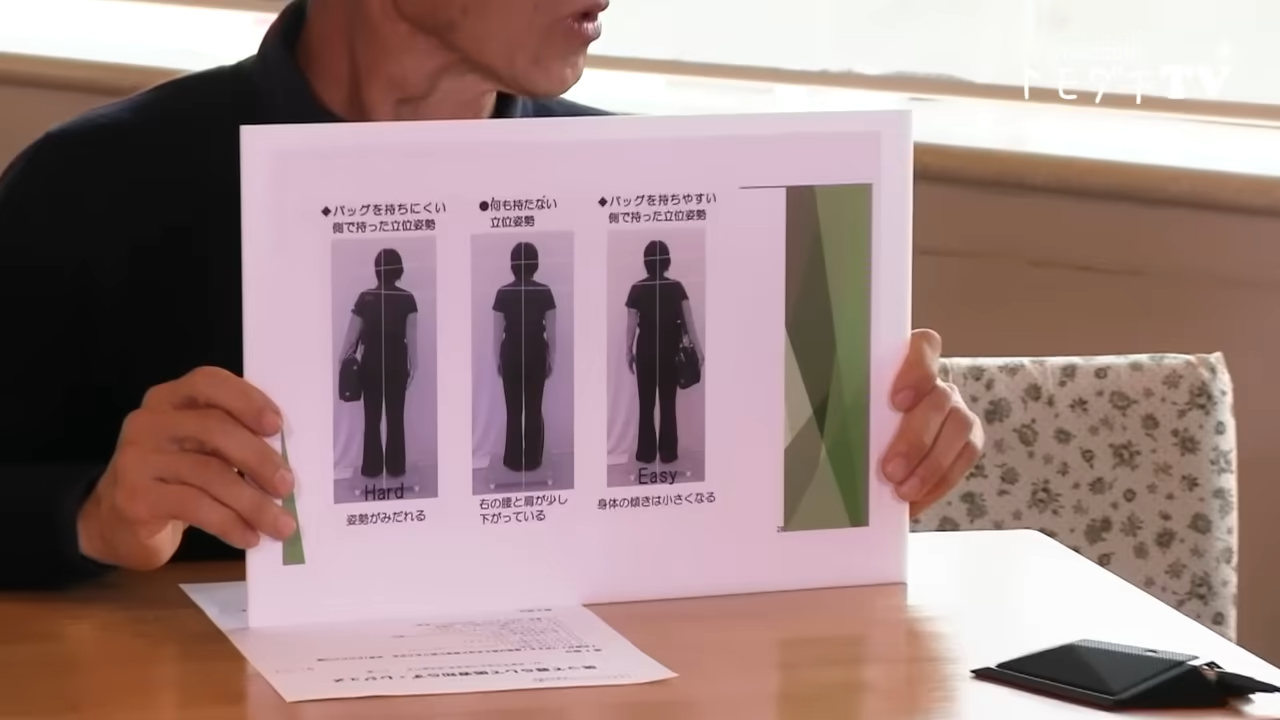 トモダチTV
◆バッグを持ちにくい
側で持った立位姿勢
Hard
姿勢がみだれる
●何も持たない
立位姿勢
右の腰と肩が少し
下がっている
◆バッグを持ちやすい
側で持った立位姿勢
Easy
身体の傾きは小さくなる